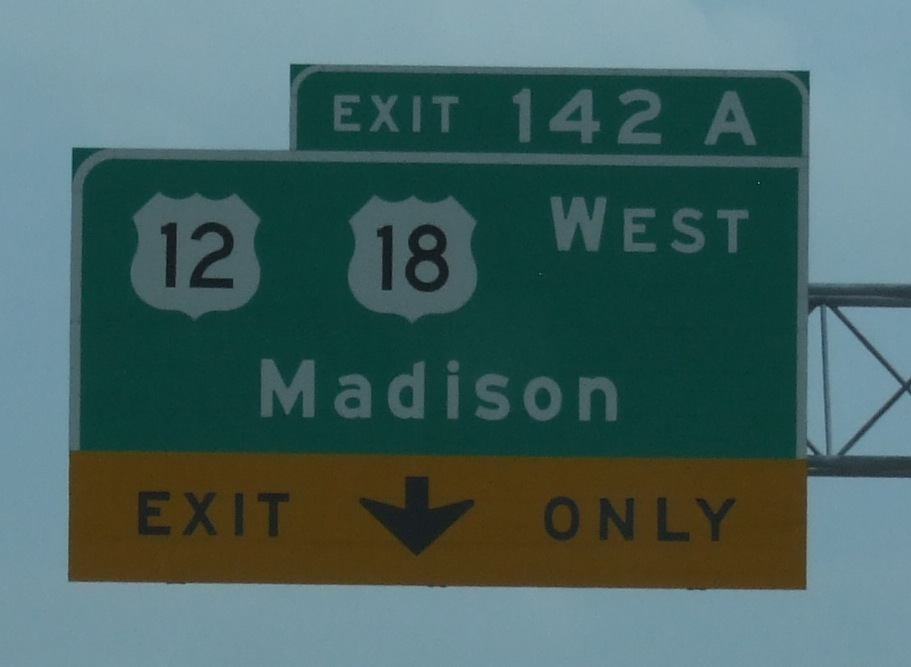 EXIT 142 A
12 18 WEST
Madison
EXIT ONLY